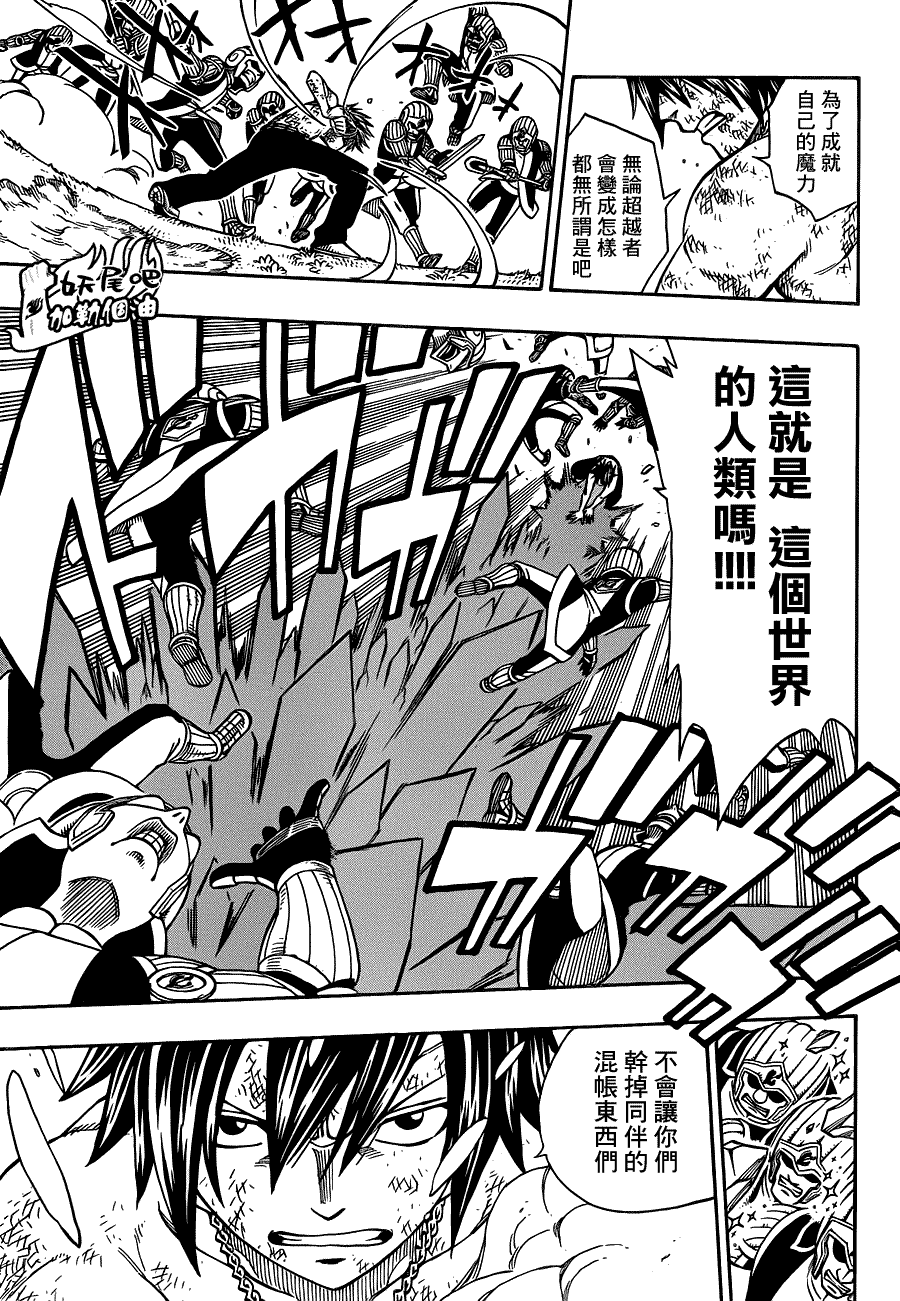 為了成就
自己的魔力
無論超越者
會變成怎樣
都無所謂是吧
妖尾吧
加勒個油
這就是 這個世界
的人類嗎!!!!
ガガガ
不會讓你們
幹掉同伴的
混帳東西們